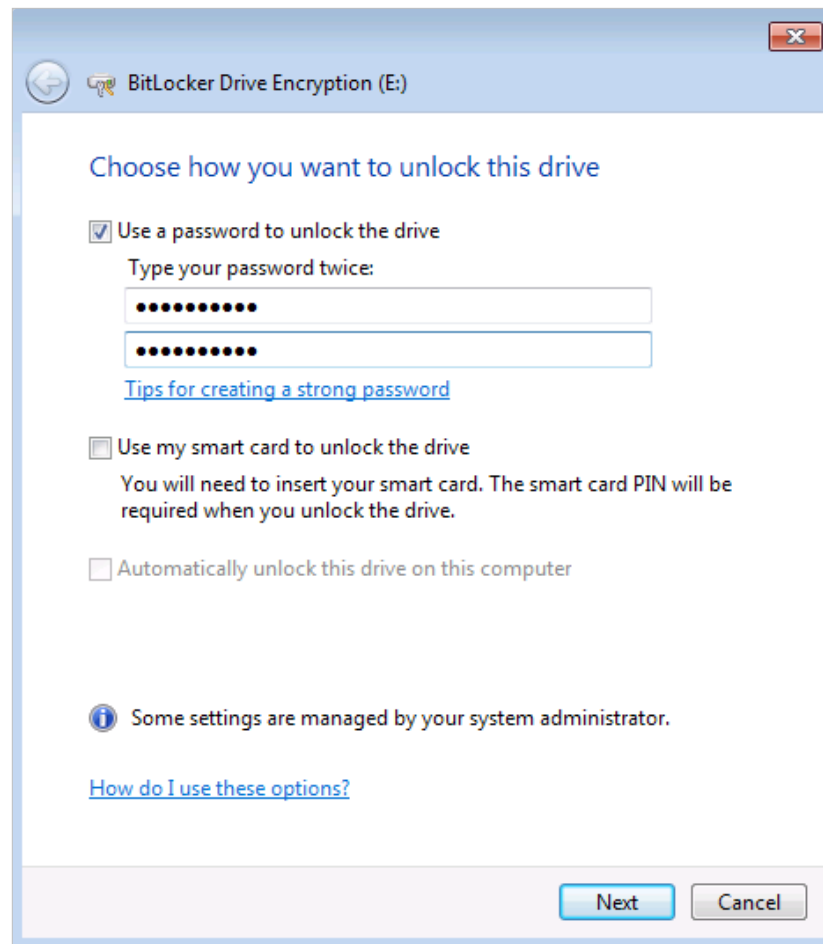 BitLocker Drive Encryption (E:)
Choose how you want to unlock this drive
Use a password to unlock the drive
Type your password twice:
●●●●●●●●●●
●●●●●●●●●●
Tips for creating a strong password
Use my smart card to unlock the drive
You will need to insert your smart card. The smart card PIN will be
required when you unlock the drive.
Automatically unlock this drive on this computer
Some settings are managed by your system administrator.
How do I use these options?
Next Cancel